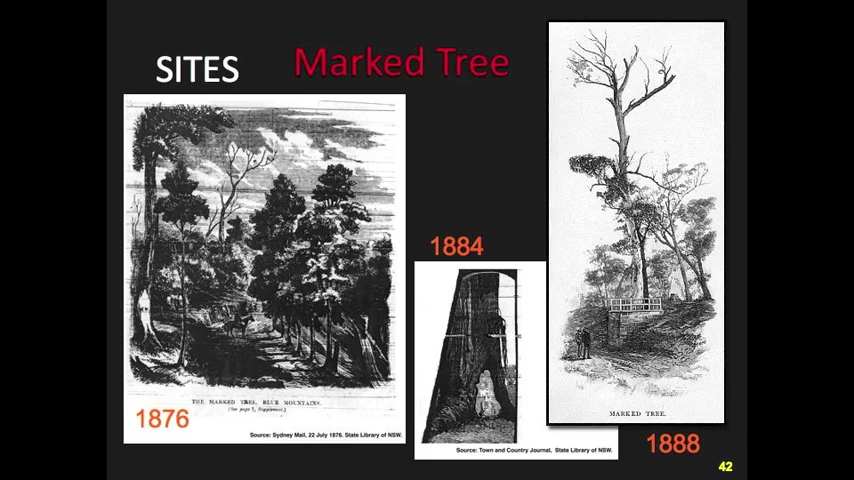 SITES
Marked Tree
THE MARKED TREE, BLUE MOUNTAINS.
(See page 7, Supplement.)
1876
Source: Sydney Mail, 22 July 1876. State Library of NSW.
1884
Source: Town and Country Journal, State Library of NSW.
MARKED TREE.
1888
42